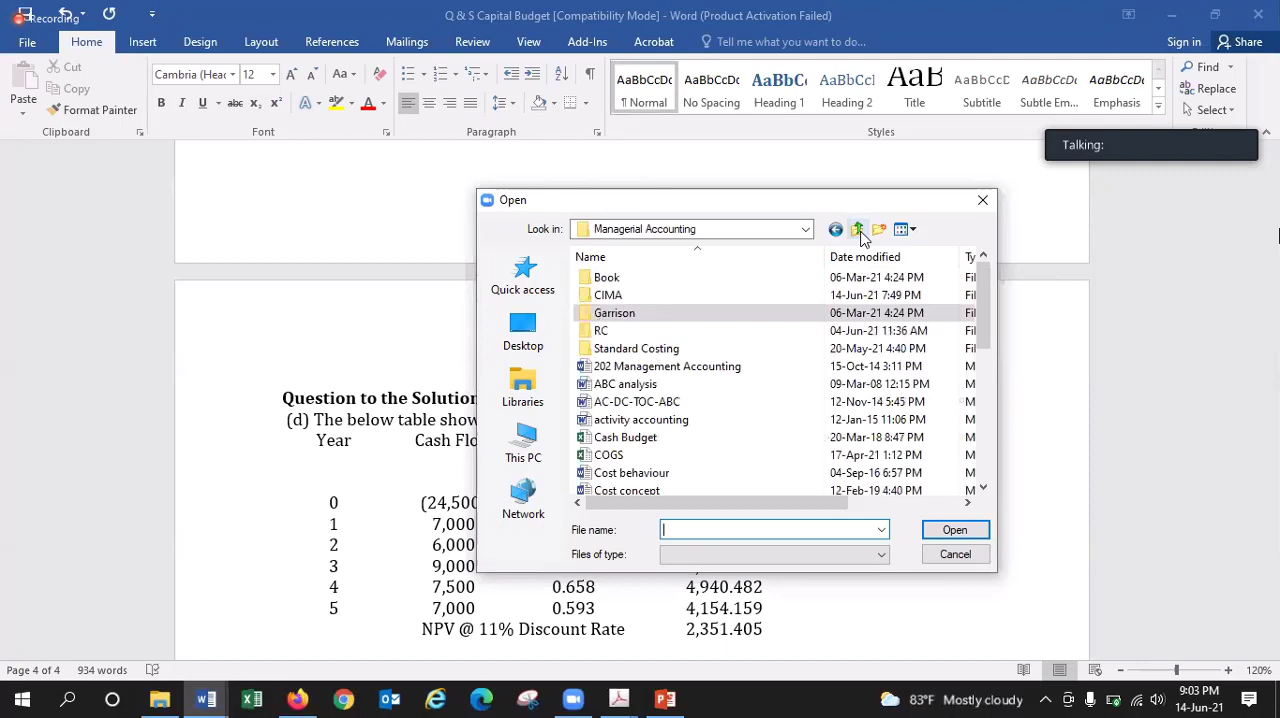 Recording
Q & S Capital Budget [Compatibility Mode] - Word (Product Activation Failed)
File Home Insert Design Layout References Mailings Review View Add-Ins Acrobat Tell me what you want to do... Sign in Share
Paste
Cut
Copy
Format Painter
Clipboard
Cambria (Head 12
Font
Paragraph
AaBbCcDc AaBbCcDc AaBbC AaBbCc AaB AaBbCcD AaBbCcDc AaBbCcDc
¶ Normal No Spacing Heading Heading 2 Title Subtitle Subtle Em... Emphasis
Styles
Find
Replace
Select
Talking:
Open
Look in: Managerial Accounting
Name Date modified Ty
Book 06-Mar-21 4:24 PM Fil
CIMA 14-Jun-21 7:49 PM Fil
Garrison 06-Mar-21 4:24 PM Fil
RC 04-Jun-21 11:36 AM Fil
Standard Costing 20-May-21 4:40 PM Fil
202 Management Accounting 15-Oct-14 3:11 PM M
ABC analysis 09-Mar-08 12:15 PM M
AC-DC-TOC-ABC 12-Nov-14 5:45 PM M
activity accounting 12-Jan-15 11:06 PM M
Cash Budget 20-Mar-18 8:47 PM M
COGS 17-Apr-21 1:12 PM M
Cost behaviour 04-Sep-16 6:57 PM M
Cost concept 12-Feb-19 4:40 PM M
Quick access
Desktop
Libraries
This PC
Network
File name: Open
Files of type: Cancel
Question to the Solution
(d) The below table show
Year Cash Flo
0 (24,500
1 7,000
2 6,000
3 9,000
4 7,500 0.658 4,940.482
5 7,000 0.593 4,154.159
NPV @ 11% Discount Rate 2,351.405
Page 4 of 4 934 words 120%
83°F Mostly cloudy
9:03 PM
14-Jun-21